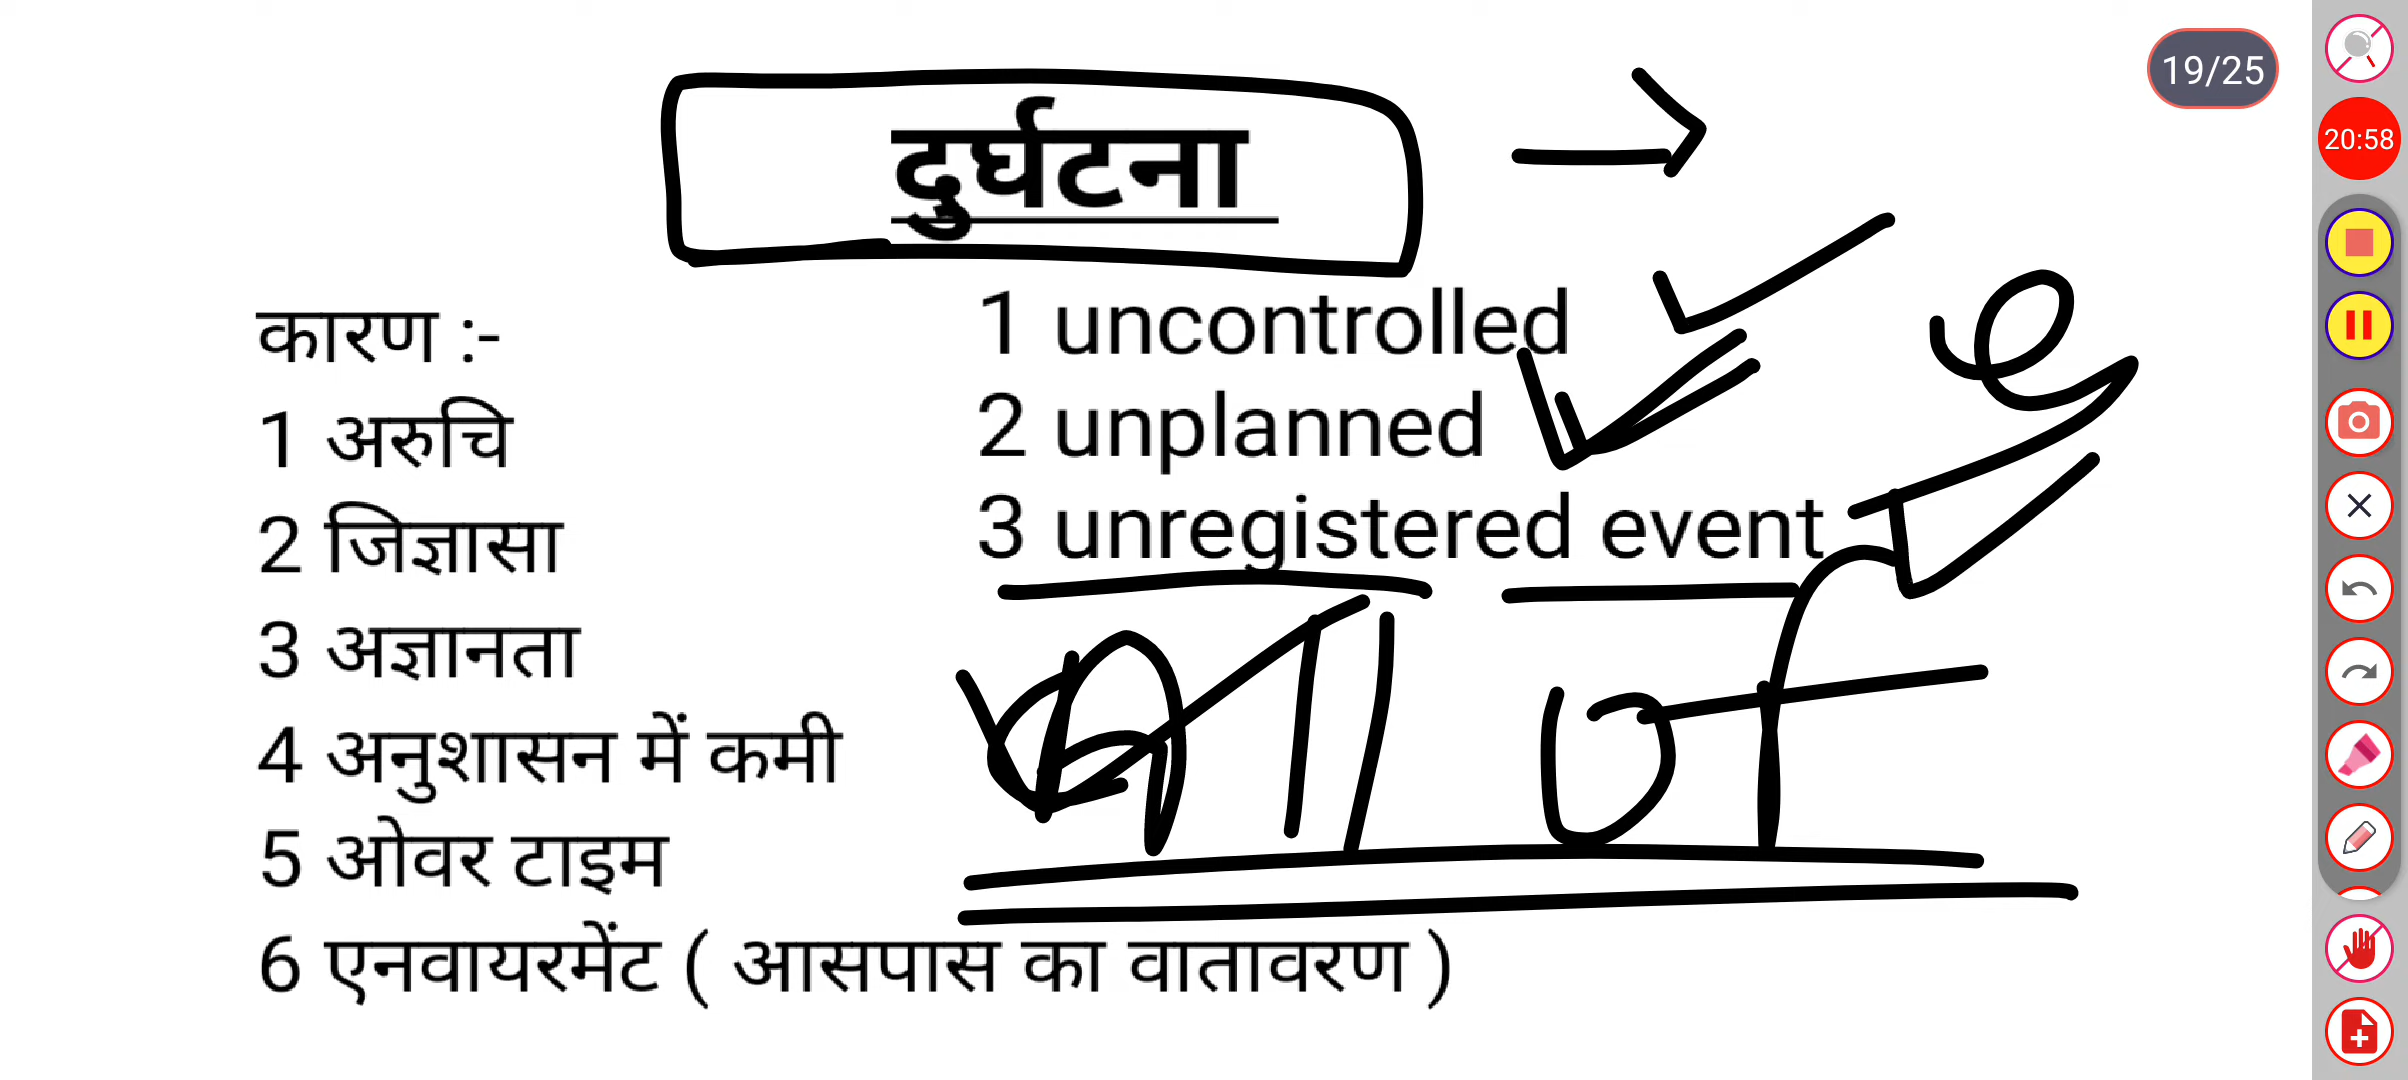 19/25
20:58
दुर्घटना
कारण :-
1 अरुचि
2 जिज्ञासा
3 अज्ञानता
4 अनुशासन में कमी
5 ओवर टाइम
6 एनवायरमेंट ( आसपास का वातावरण )
1 uncontrolled
2 unplanned
3 unregistered event